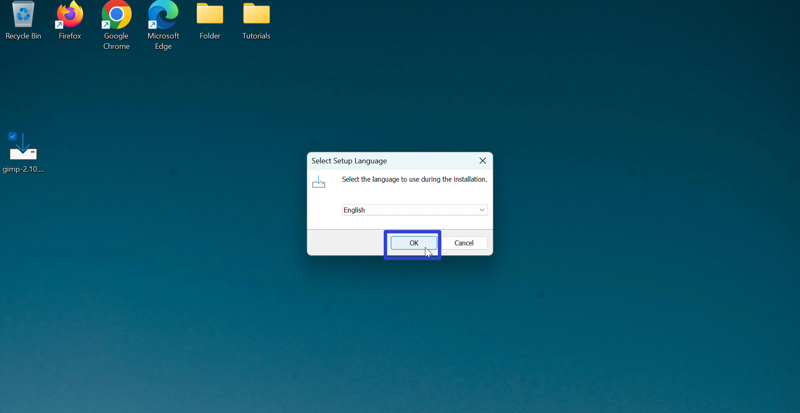 Recycle Bin
Firefox
Google
Chrome
Microsoft
Edge
Folder
Tutorials
gimp-2.10....
Select Setup Language
Select the language to use during the installation.
English
OK
Cancel